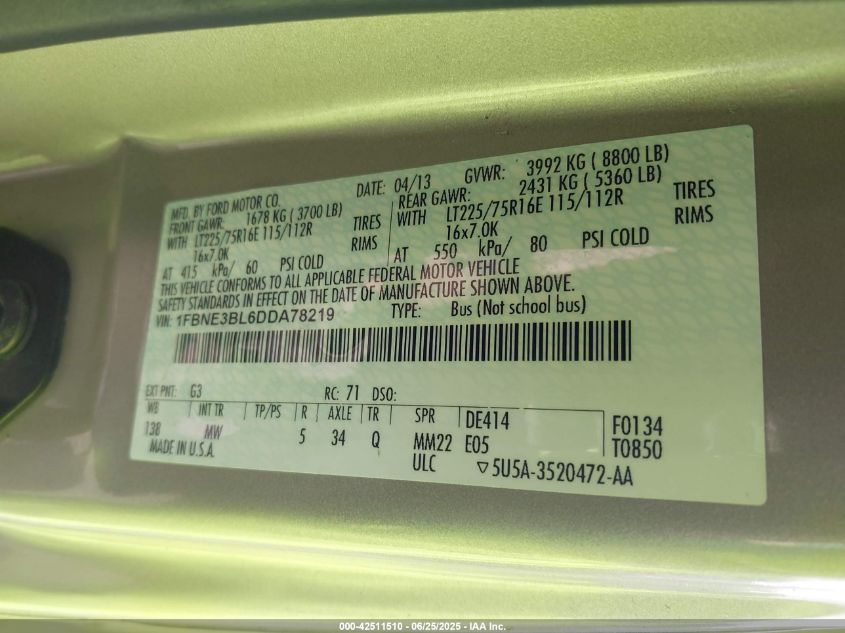 MFD. BY FORD MOTOR CO.
DATE: 04/13 GVWR: 3992 KG ( 8800 LB)
FRONT GAWR: 1678 KG ( 3700 LB)
REAR GAWR: 2431 KG ( 5360 LB)
WITH LT225/75R16E 115/112R TIRES
WITH LT225/75R16E 115/112R TIRES
16x7.0K RIMS
16x7.0K RIMS
AT 415 kPa/ 60 PSI COLD
AT 550 kPa/ 80 PSI COLD
THIS VEHICLE CONFORMS TO ALL APPLICABLE FEDERAL MOTOR VEHICLE
SAFETY STANDARDS IN EFFECT ON THE DATE OF MANUFACTURE SHOWN ABOVE.
VIN: 1FBNE3BL6DDA78219 TYPE: Bus (Not school bus)
EXT PNT: G3 RC: 71 DSO:
WB INT TR TP/PS R AXLE TR SPR DE414 F0134
138 MW 5 34 Q MM22 E05 T0850
MADE IN U.S.A. ULC ▽5U5A-3520472-AA
000-42511510 - 06/25/2025 - IAA Inc.